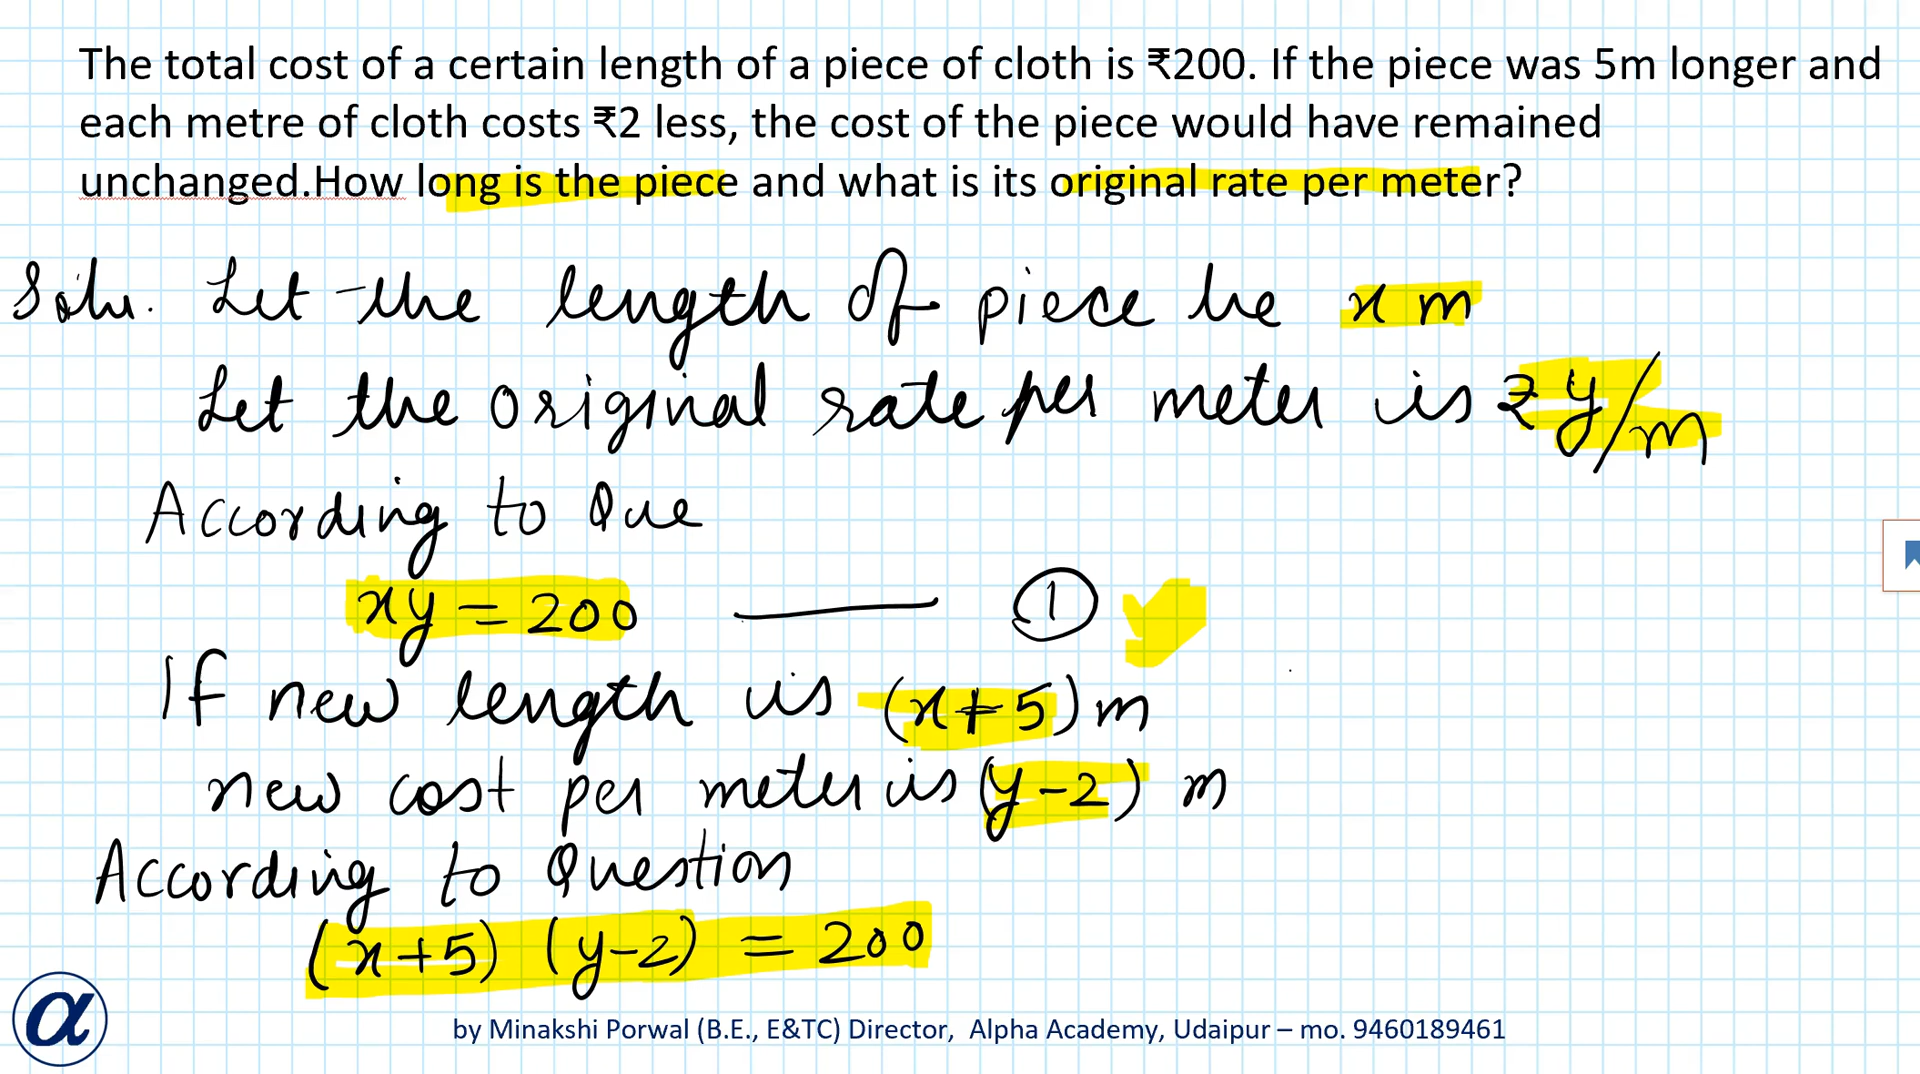 The total cost of a certain length of a piece of cloth is ₹200. If the piece was 5m longer and
each metre of cloth costs ₹2 less, the cost of the piece would have remained
unchanged.How long is the piece and what is its original rate per meter?
Soln. Let the length of piece be x m
Let the original rate per meter is ₹ y/m
According to Que
xy = 200 —— ①
If new length is (x+5) m
new cost per meter is (y-2) m
According to Question
(x+5) (y-2) = 200
α
by Minakshi Porwal (B.E., E&TC) Director, Alpha Academy, Udaipur – mo. 9460189461